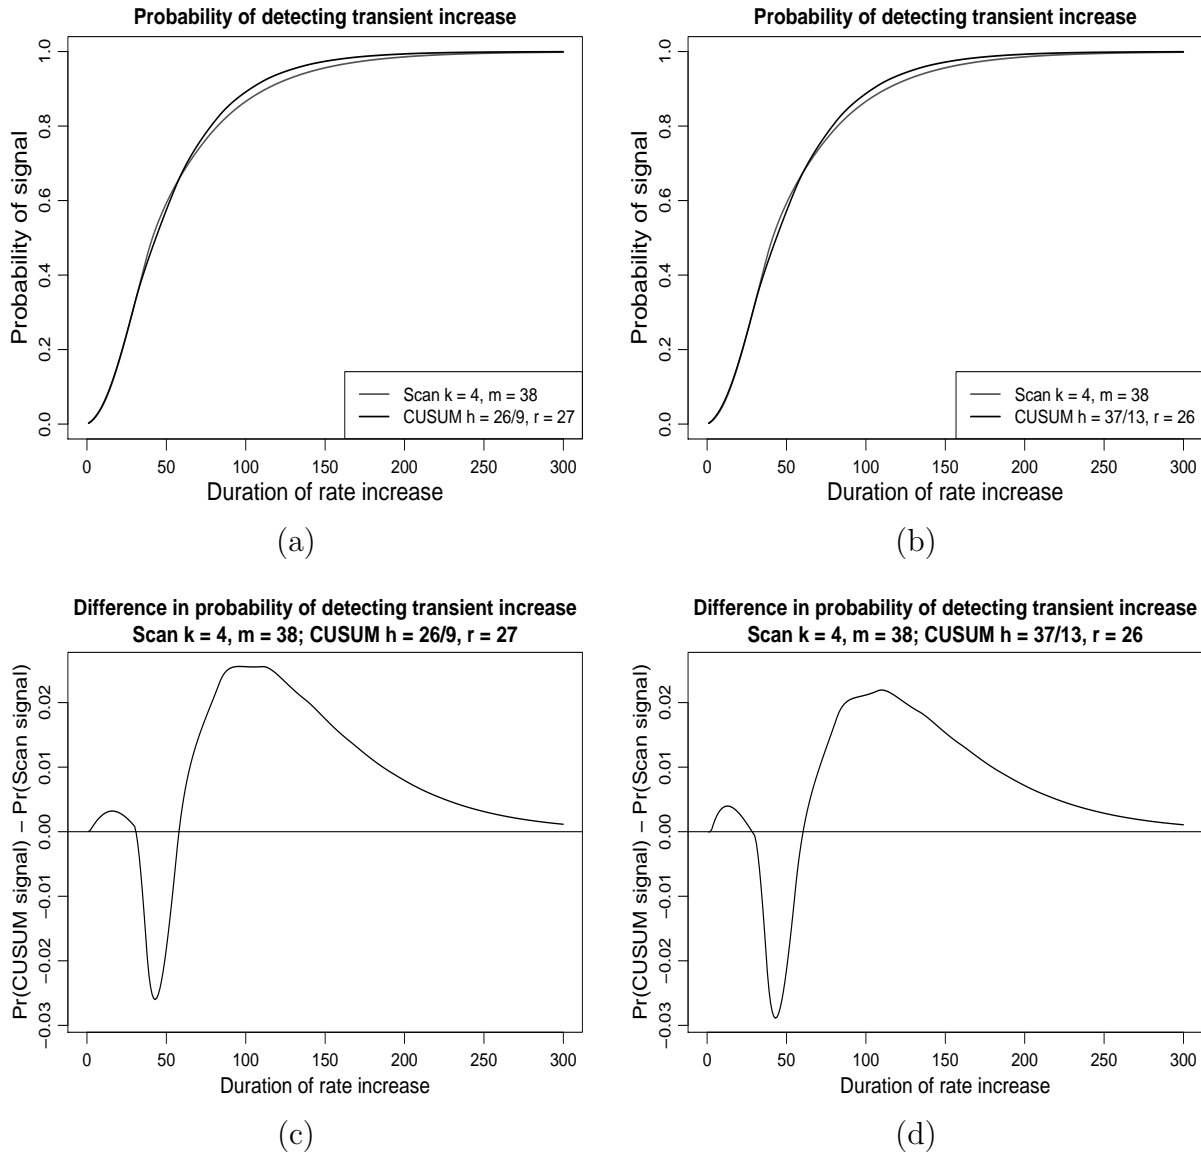 Probability of detecting transient increase
Probability of signal
1.0
0.8
0.6
0.4
0.2
0.0
Scan k = 4, m = 38
CUSUM h = 26/9, r = 27
0 50 100 150 200 250 300
Duration of rate increase
(a)
Probability of detecting transient increase
Probability of signal
1.0
0.8
0.6
0.4
0.2
0.0
Scan k = 4, m = 38
CUSUM h = 37/13, r = 26
0 50 100 150 200 250 300
Duration of rate increase
(b)
Difference in probability of detecting transient increase
Scan k = 4, m = 38; CUSUM h = 26/9, r = 27
Pr(CUSUM signal) − Pr(Scan signal)
0.02
0.01
0.00
−0.01
−0.02
−0.03
0 50 100 150 200 250 300
Duration of rate increase
(c)
Difference in probability of detecting transient increase
Scan k = 4, m = 38; CUSUM h = 37/13, r = 26
Pr(CUSUM signal) − Pr(Scan signal)
0.02
0.01
0.00
−0.01
−0.02
−0.03
0 50 100 150 200 250 300
Duration of rate increase
(d)